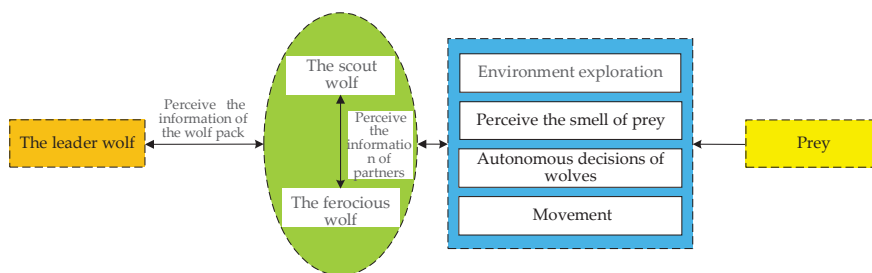 The leader wolf
Perceive the
information of
the wolf pack
The scout
wolf
Perceive
the
informatio
n of
partners
The ferocious
wolf
Environment exploration
Perceive the smell of prey
Autonomous decisions of
wolves
Movement
Prey